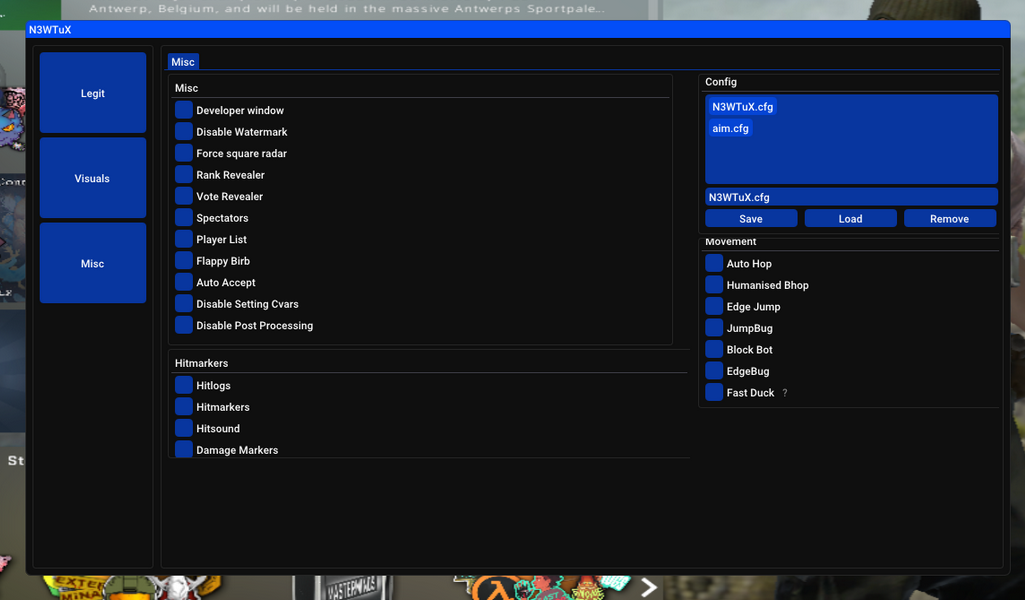 Antwerp, Belgium, and will be held in the massive Antwerps Sportpale...
N3WTuX
Legit
Visuals
Misc
Misc
Misc
Developer window
Disable Watermark
Force square radar
Rank Revealer
Vote Revealer
Spectators
Player List
Flappy Birb
Auto Accept
Disable Setting Cvars
Disable Post Processing
Hitmarkers
Hitlogs
Hitmarkers
Hitsound
Damage Markers
Config
N3WTuX.cfg
aim.cfg
N3WTuX.cfg
Save Load Remove
Movement
Auto Hop
Humanised Bhop
Edge Jump
JumpBug
Block Bot
EdgeBug
Fast Duck ?
St